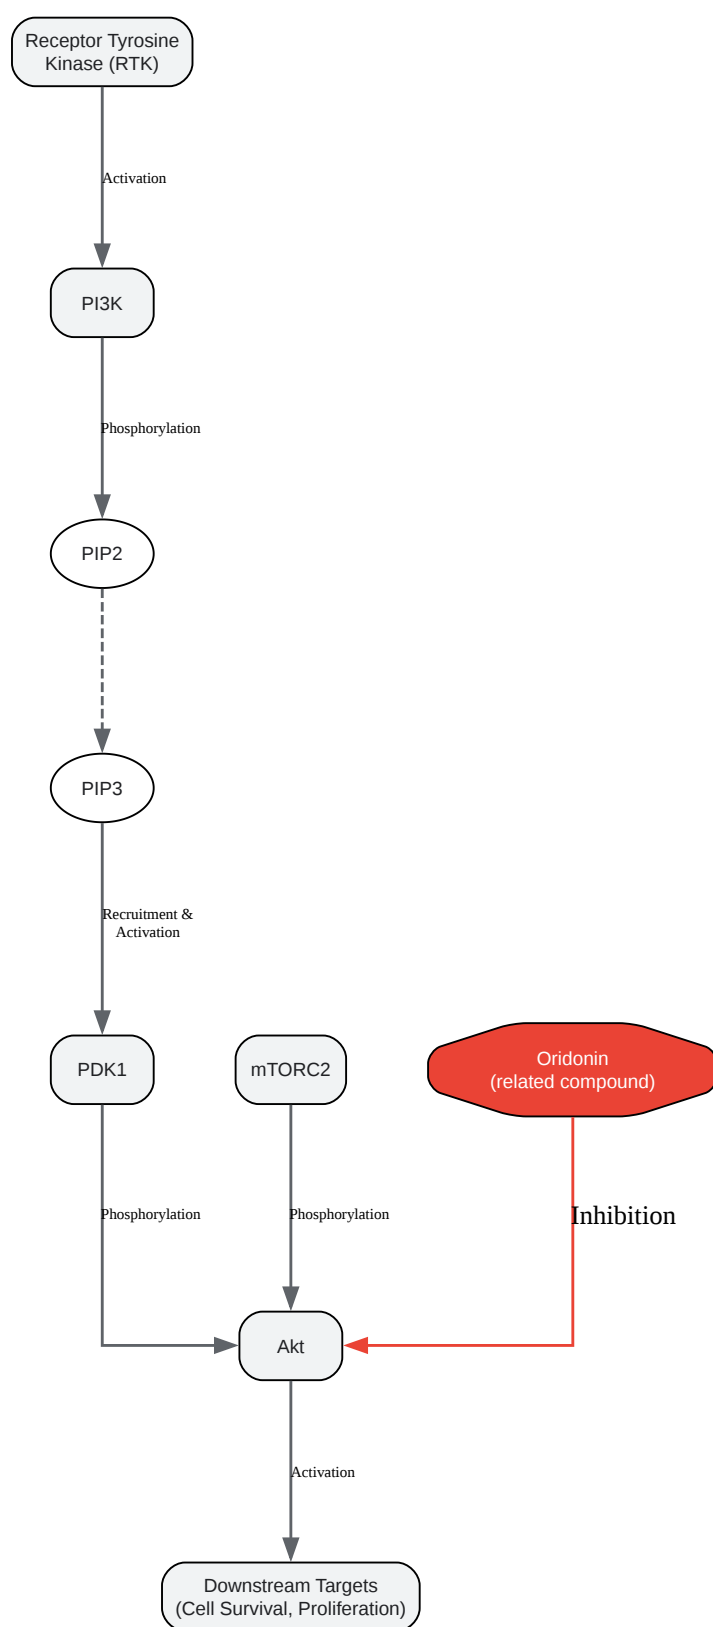 Receptor Tyrosine
Kinase (RTK)
Activation
PI3K
Phosphorylation
PIP2
PIP3
Recruitment &
Activation
PDK1
mTORC2
Oridonin
(related compound)
Phosphorylation
Phosphorylation
Inhibition
Akt
Activation
Downstream Targets
(Cell Survival, Proliferation)